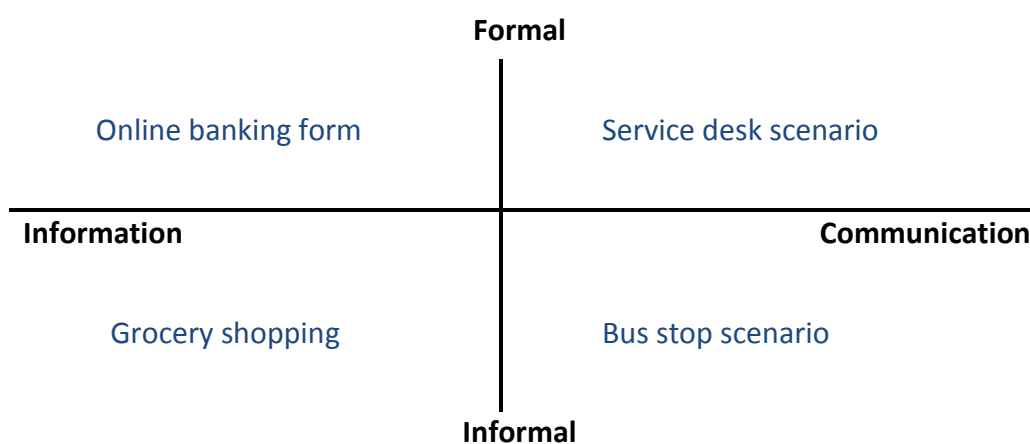 Formal
Online banking form
Service desk scenario
Information
Communication
Grocery shopping
Bus stop scenario
Informal